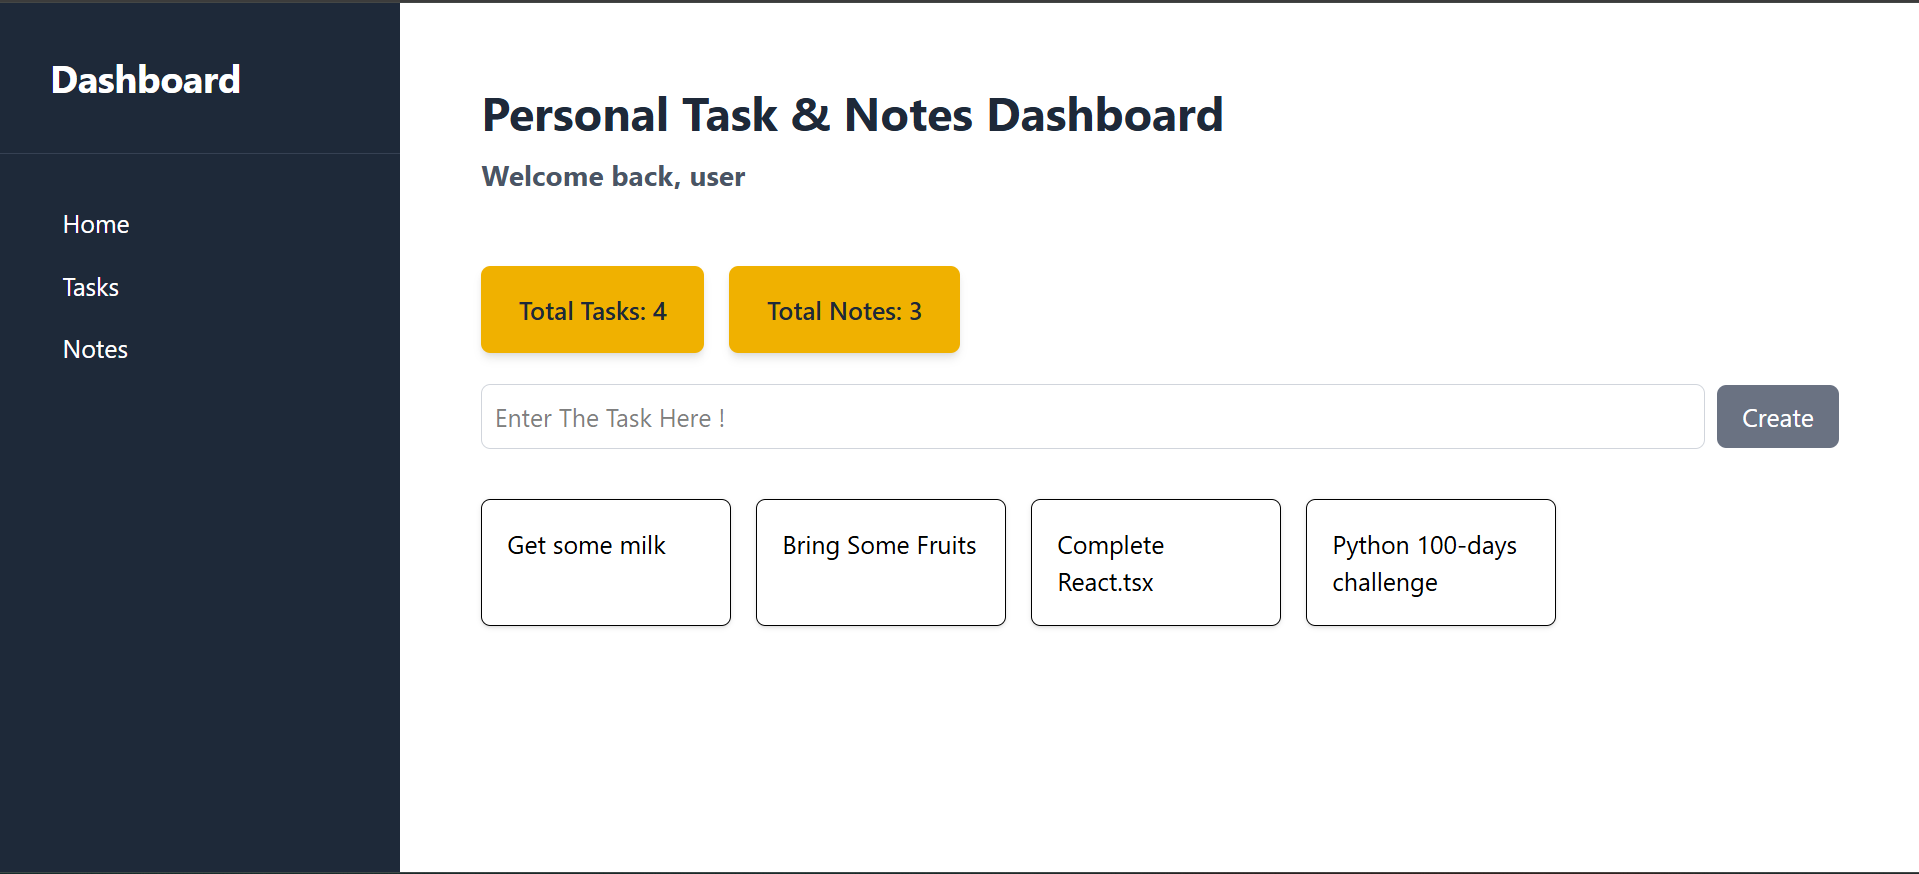 Dashboard
Home
Tasks
Notes
Personal Task & Notes Dashboard
Welcome back, user
Total Tasks: 4
Total Notes: 3
Enter The Task Here !
Create
Get some milk
Bring Some Fruits
Complete
React.tsx
Python 100-days
challenge